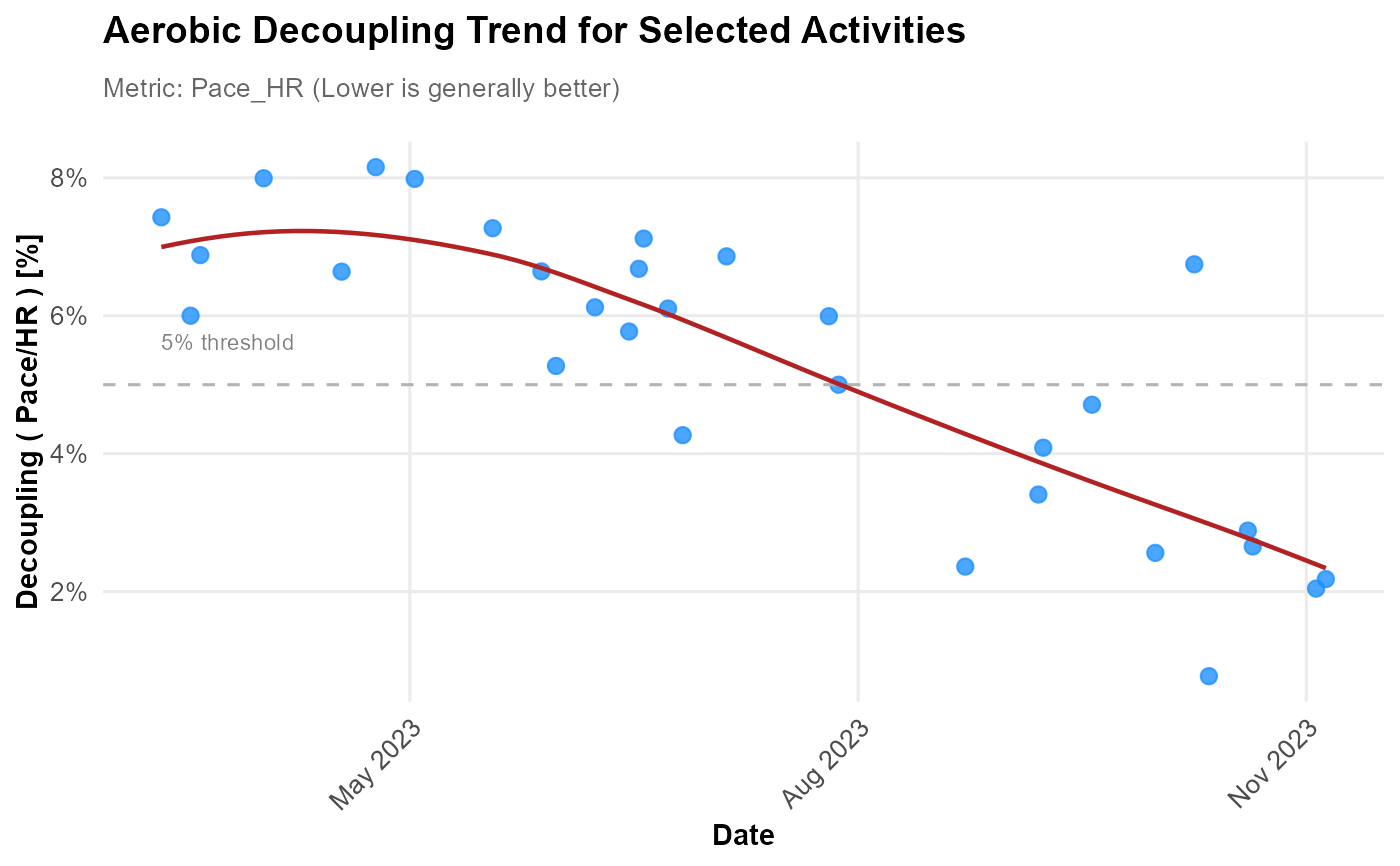 Aerobic Decoupling Trend for Selected Activities
Metric: Pace_HR (Lower is generally better)
Decoupling ( Pace/HR ) [%]
8%
6%
4%
2%
5% threshold
May 2023
Aug 2023
Nov 2023
Date